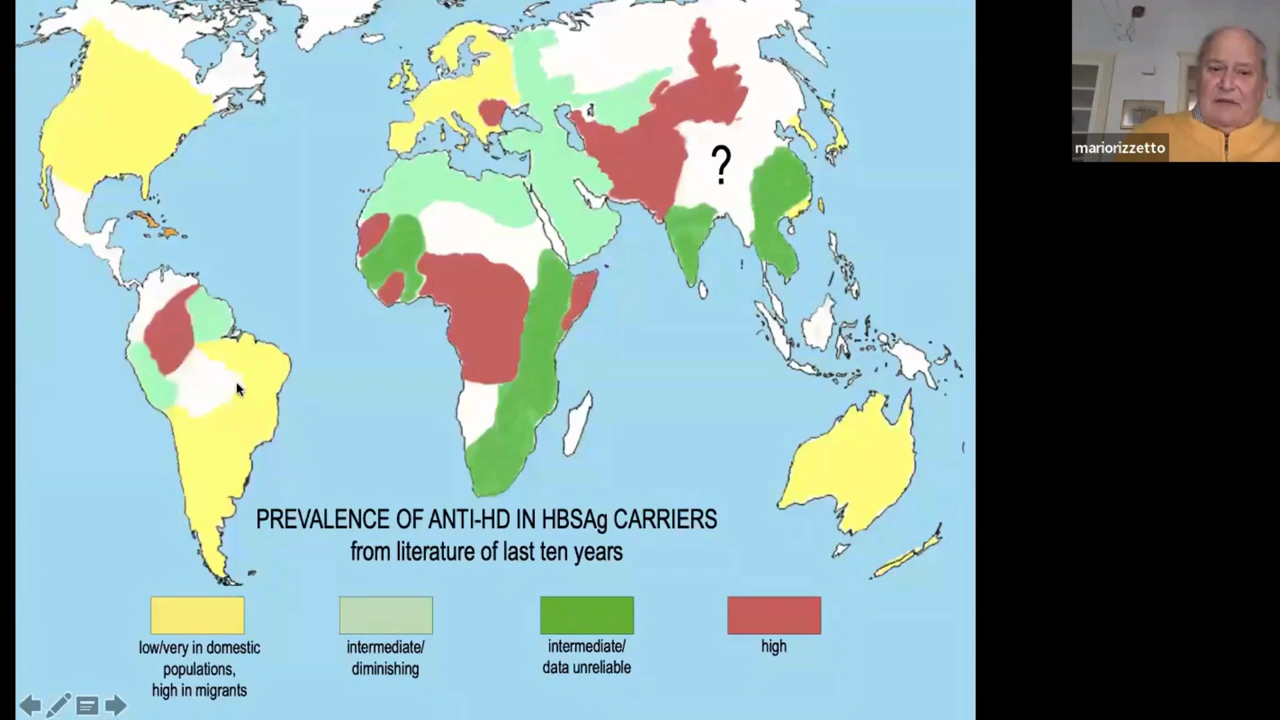 mariorizzetto
?
PREVALENCE OF ANTI-HD IN HBSAg CARRIERS
from literature of last ten years
low/very in domestic
populations,
high in migrants
intermediate/
diminishing
intermediate/
data unreliable
high